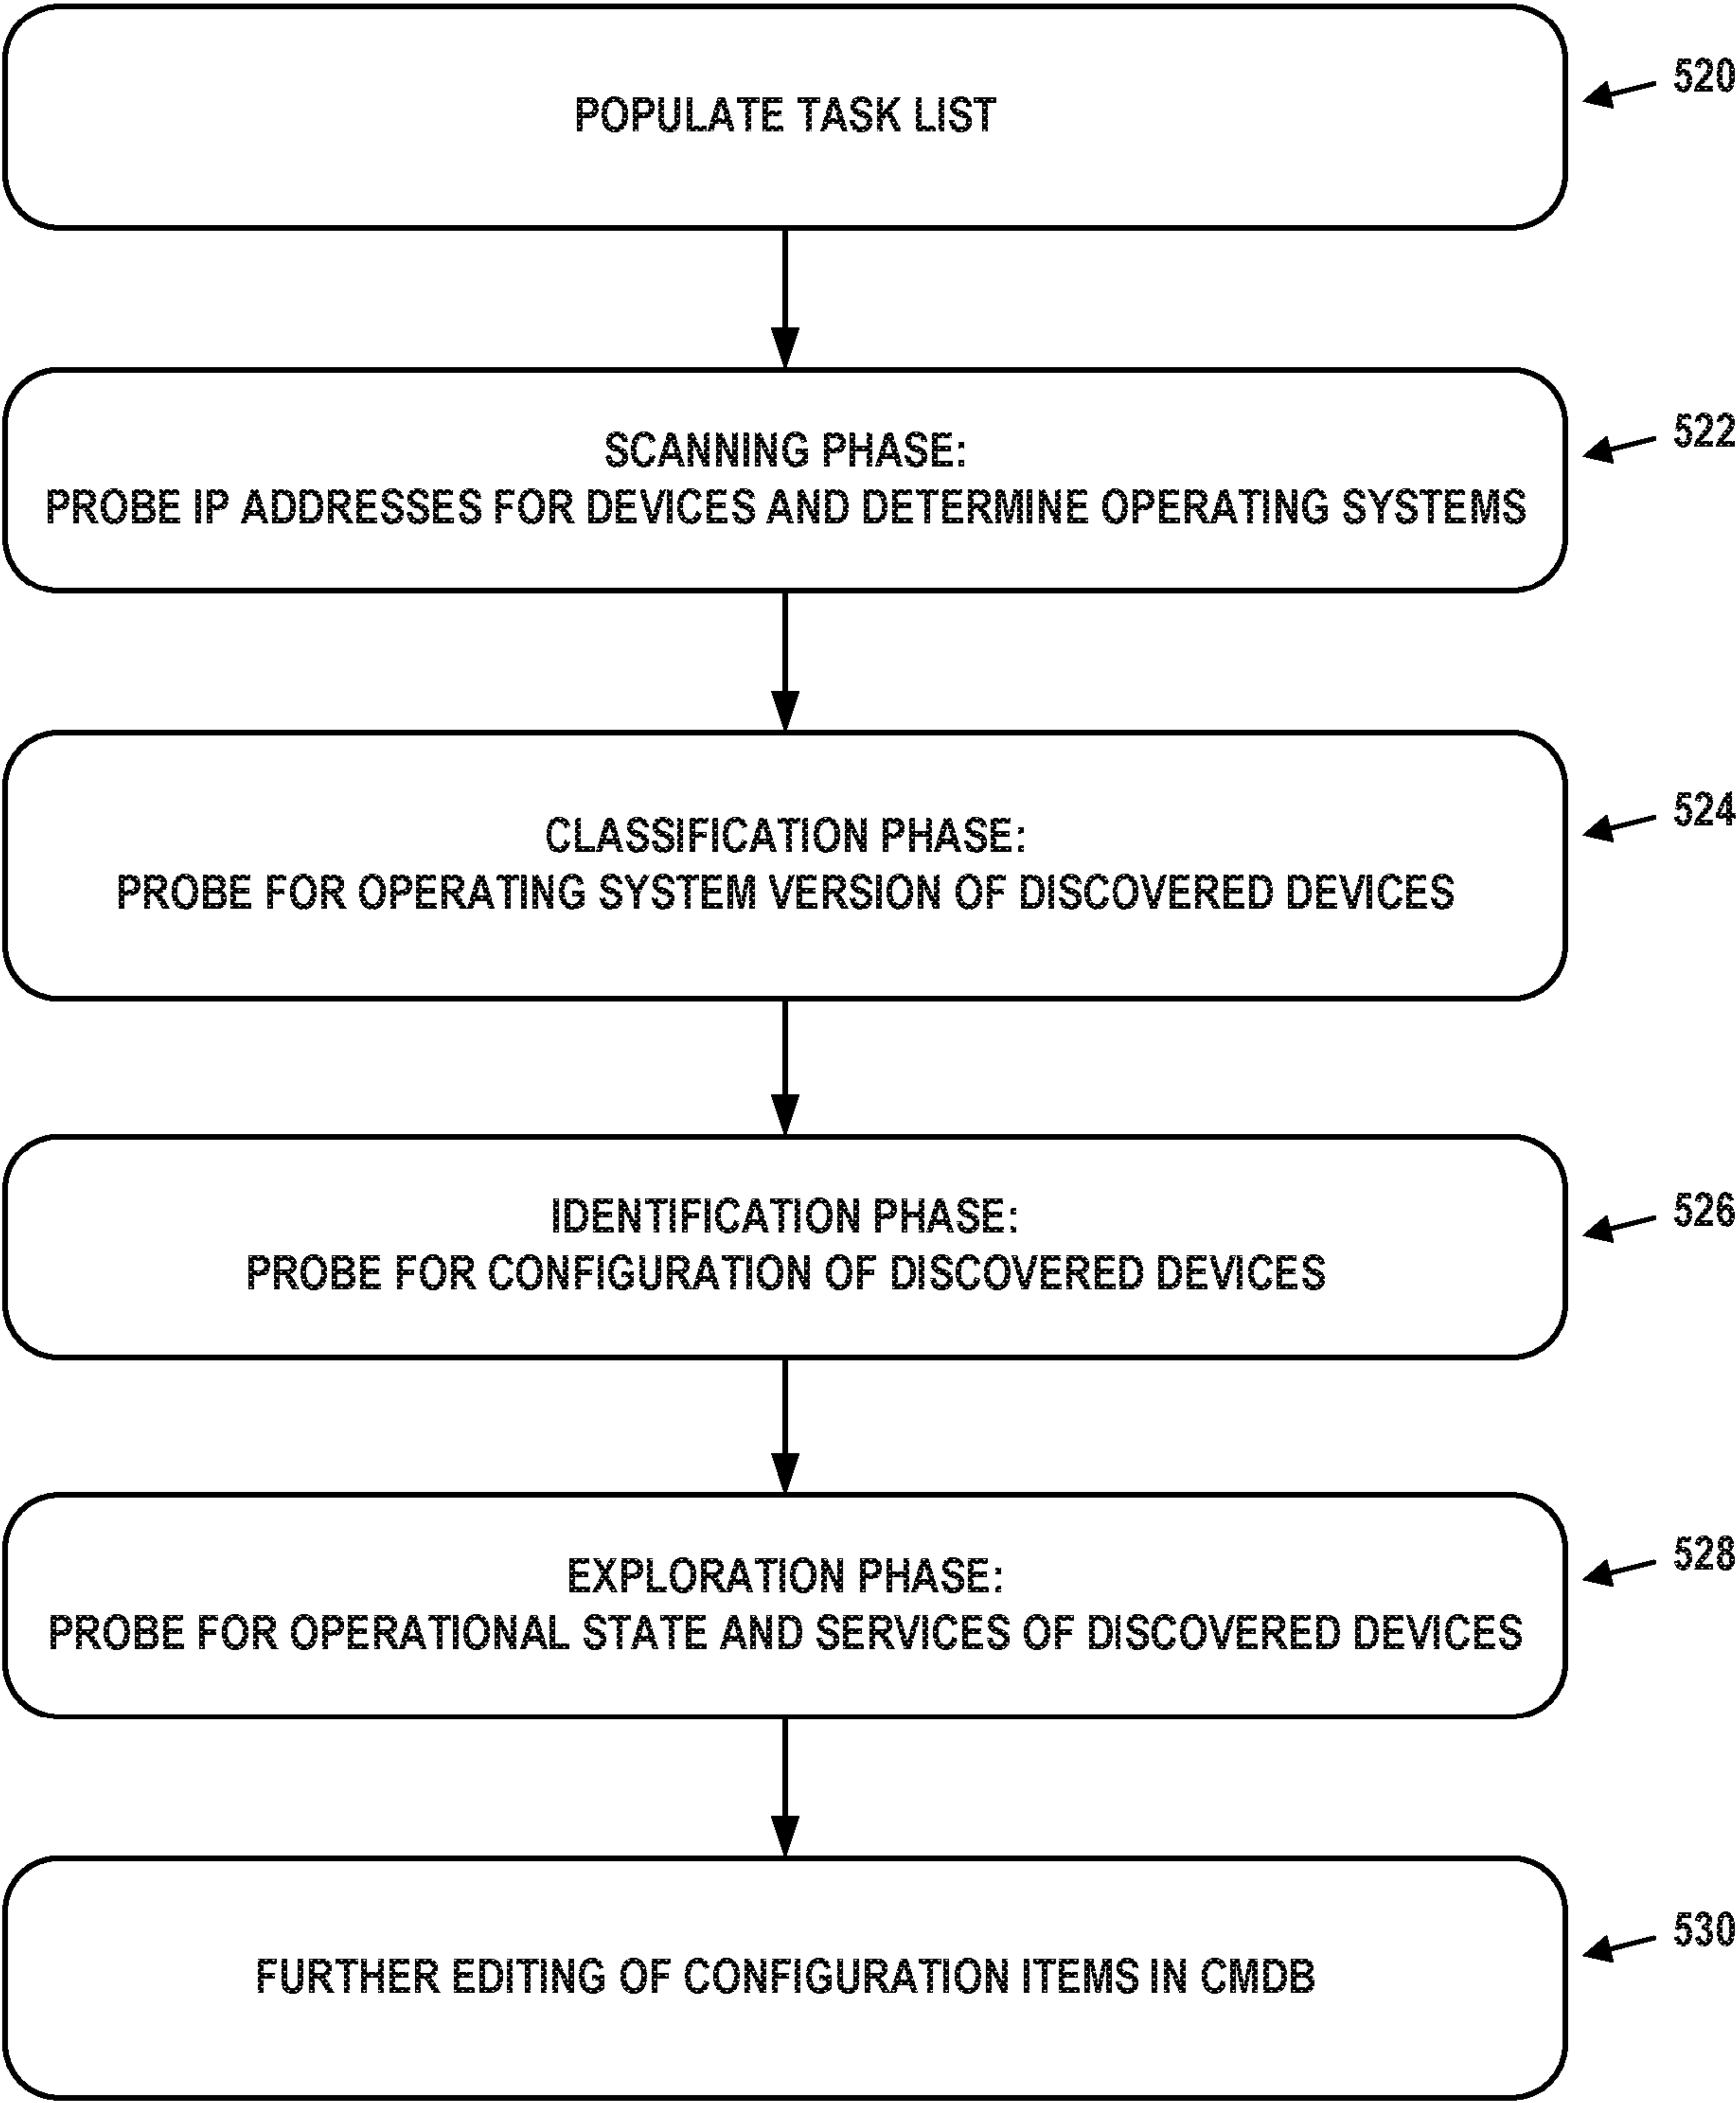 POPULATE TASK LIST
520
SCANNING PHASE:
PROBE IP ADDRESSES FOR DEVICES AND DETERMINE OPERATING SYSTEMS
522
CLASSIFICATION PHASE:
PROBE FOR OPERATING SYSTEM VERSION OF DISCOVERED DEVICES
524
IDENTIFICATION PHASE:
PROBE FOR CONFIGURATION OF DISCOVERED DEVICES
526
EXPLORATION PHASE:
PROBE FOR OPERATIONAL STATE AND SERVICES OF DISCOVERED DEVICES
528
FURTHER EDITING OF CONFIGURATION ITEMS IN CMDB
530